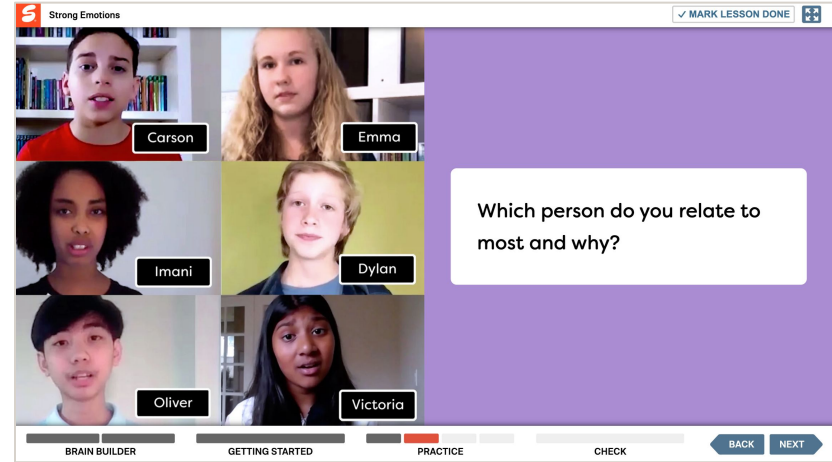 Strong Emotions
✓ MARK LESSON DONE
Carson
Emma
Imani
Dylan
Oliver
Victoria
Which person do you relate to
most and why?
BRAIN BUILDER
GETTING STARTED
PRACTICE
CHECK
BACK
NEXT